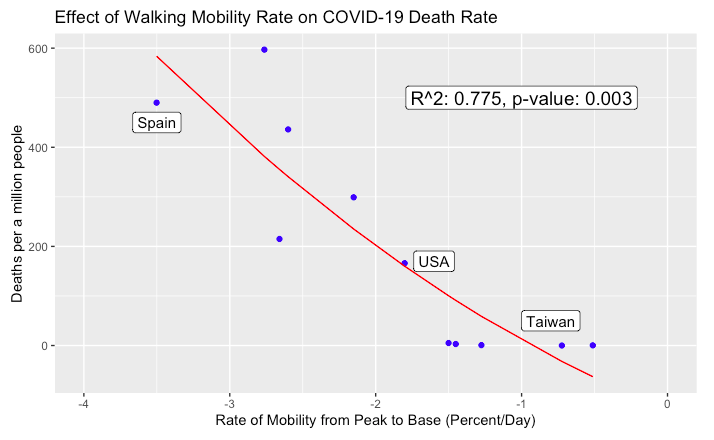 Effect of Walking Mobility Rate on COVID-19 Death Rate
600
R^2: 0.775, p-value: 0.003
Spain
400
Deaths per a million people
USA
200
Taiwan
0
-4 -3 -2 -1 0
Rate of Mobility from Peak to Base (Percent/Day)